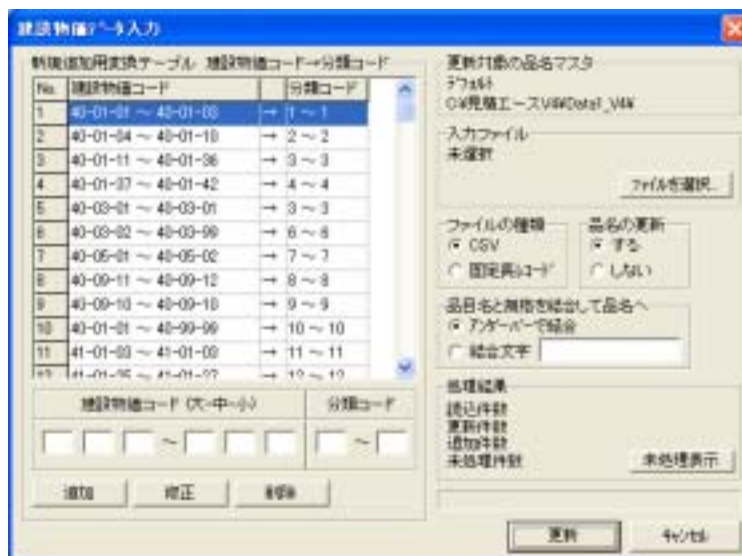 建設物価データ入力
新規追加用変換テーブル 建設物価コード→分類コード
No. 建設物価コード 分類コード
1 40-01-01 ～ 40-01-03 → 1 ～ 1
2 40-01-04 ～ 40-01-10 → 2 ～ 2
3 40-01-11 ～ 40-01-36 → 3 ～ 3
4 40-01-37 ～ 40-01-42 → 4 ～ 4
5 40-03-01 ～ 40-03-01 → 3 ～ 3
6 40-03-02 ～ 40-03-99 → 6 ～ 6
7 40-05-01 ～ 40-05-02 → 7 ～ 7
8 40-09-11 ～ 40-09-12 → 8 ～ 8
9 40-09-10 ～ 40-09-10 → 9 ～ 9
10 40-01-01 ～ 40-99-99 → 10 ～ 10
11 41-01-03 ～ 41-01-03 → 11 ～ 11
建設物価コード (大-中-小) 分類コード
～ ～
追加 修正 削除
更新対象の品名マスタ
デフォルト
C:¥見積エースV4¥Data1_V4¥
入力ファイル
未選択
ファイルを選択...
ファイルの種類
CSV
固定長レコード
品名の更新
する
しない
品目名と規格を結合して品名へ
アンダーバーで結合
結合文字
処理結果
読込件数
更新件数
追加件数
未処理件数
未処理表示
更新 キャンセル